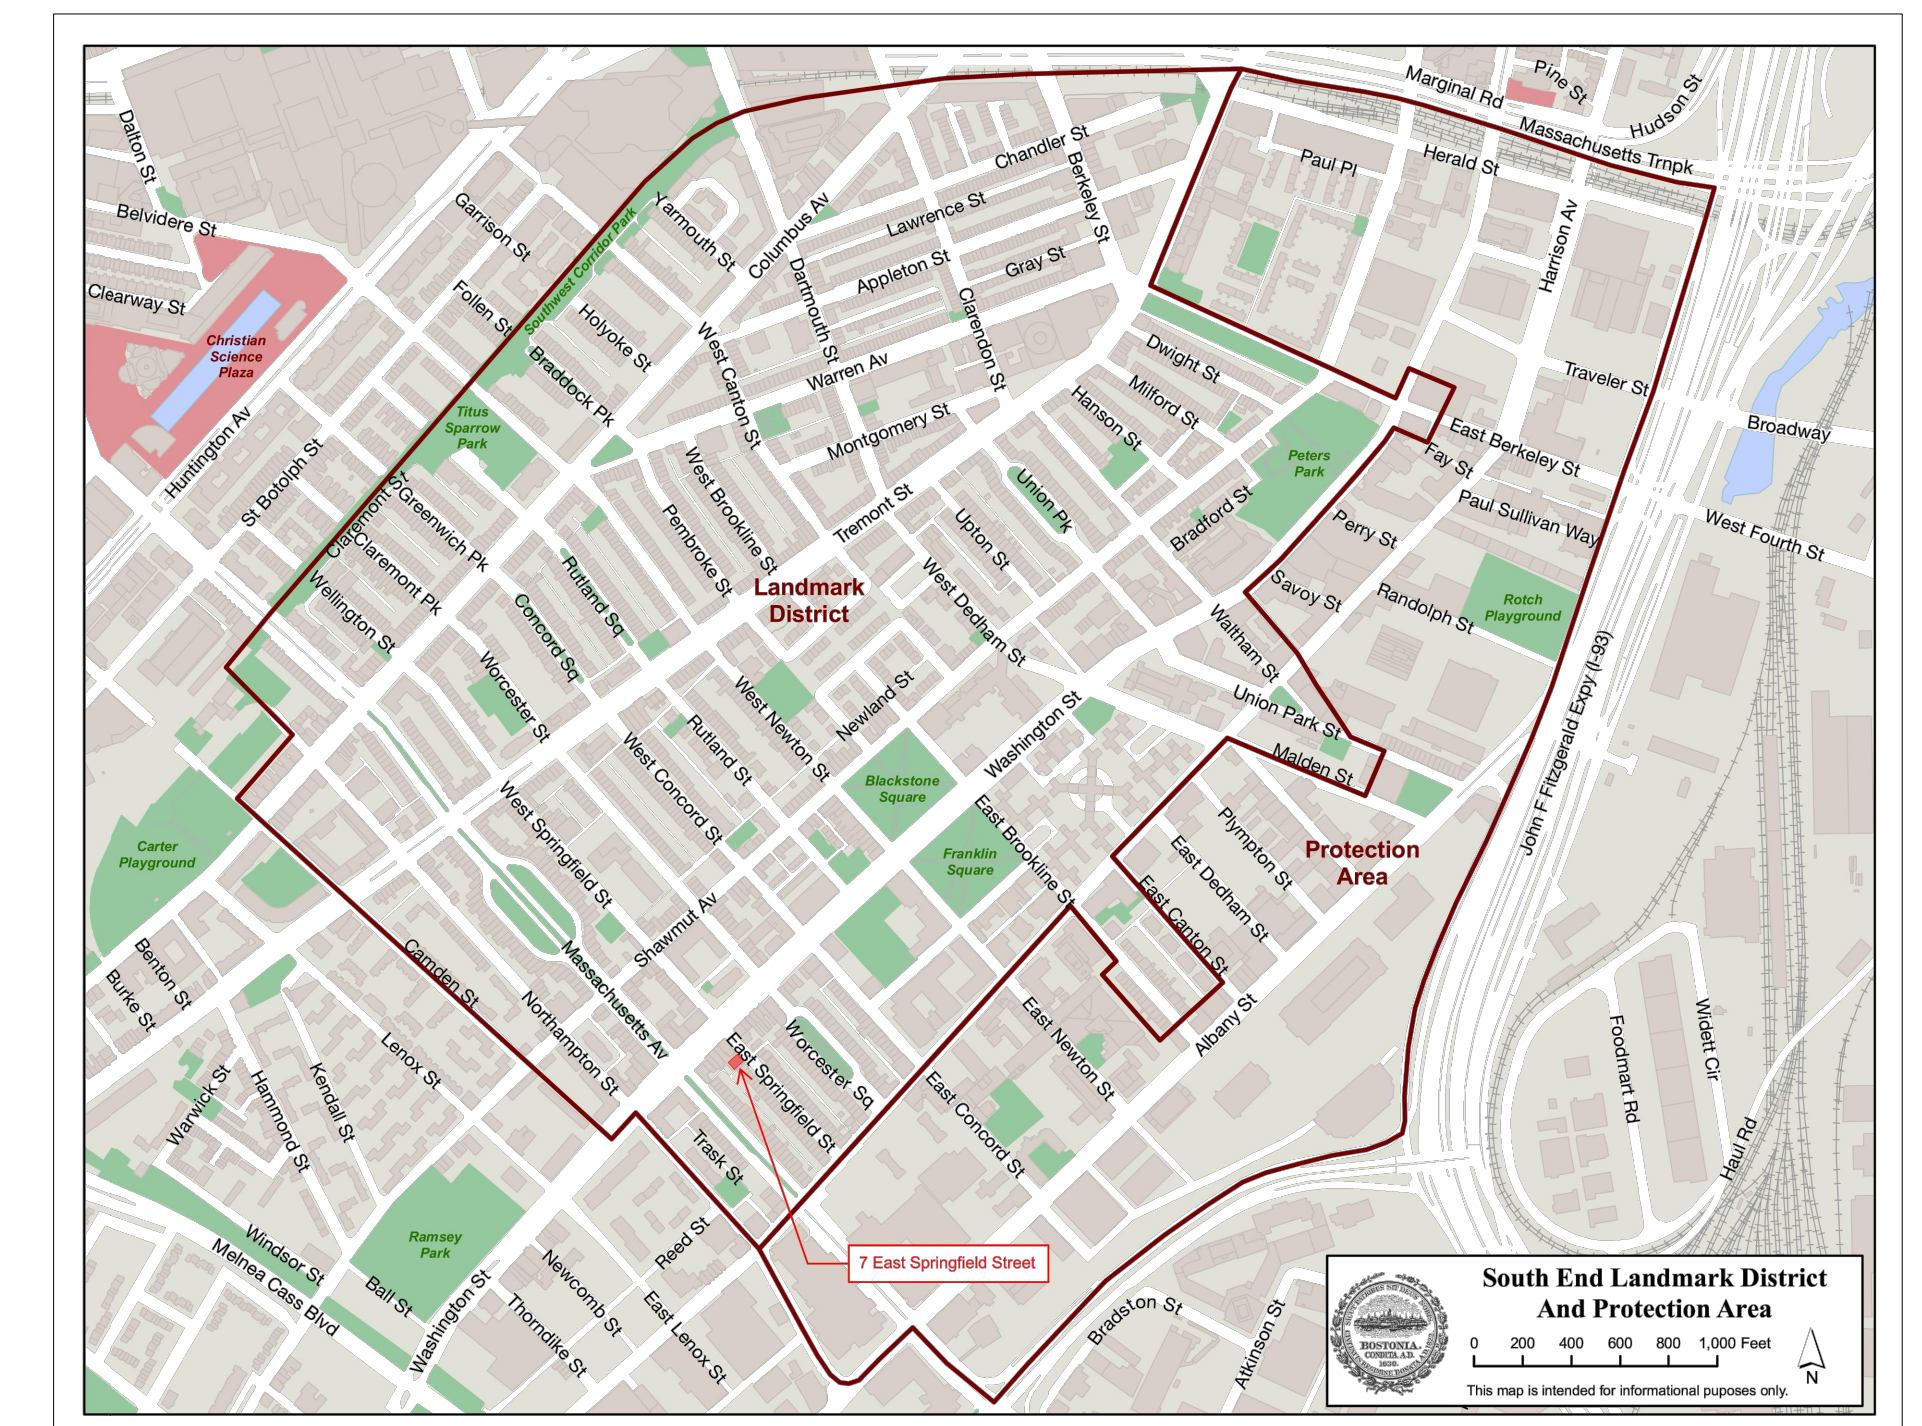 Marginal Rd
Pine St
Hudson St
Massachusetts Trnpk
Dalton St
Chandler St
Berkeley St
Paul Pl
Herald St
Harrison Av
Belvidere St
Garrison St
Yarmouth St
Columbus Av
Lawrence St
Southwest Corridor Park
Clearway St
Follen St
Holyoke St
Dartmouth St
Appleton St
Gray St
Clarendon St
Christian
Science
Plaza
Braddock Pk
West Canton St
Warren Av
Dwight St
Milford St
Traveler St
Broadway
Huntington Av
Titus
Sparrow
Park
Montgomery St
Hanson St
East Berkeley St
St Botolph St
West Brookline St
Peters
Park
Fay St
Claremont St
Greenwich Pk
Pembroke St
Tremont St
Union Pk
Upton St
Bradford St
Perry St
Paul Sullivan Way
West Fourth St
Claremont Pk
Wellington St
Rutland Sq
Concord Sq
Landmark
District
West Dedham St
Waltham St
Savoy St
Randolph St
Rotch
Playground
Worcester St
West Newton St
Newland St
Union Park St
John F Fitzgerald Expy (I-93)
Rutland St
West Concord St
Washington St
Malden St
Blackstone
Square
West Springfield St
East Brookline St
Plympton St
Carter
Playground
Franklin
Square
East Dedham St
Protection
Area
East Canton St
Shawmut Av
Benton St
Burke St
Camden St
Massachusetts Av
Northampton St
East Newton St
Albany St
Foodmart Rd
Widett Cir
Lenox St
Kendall St
Hammond St
Warwick St
East Springfield St
Worcester Sq
East Concord St
Haul Rd
Trask St
Ramsey
Park
Windsor St
Melnea Cass Blvd
Ball St
Reed St
7 East Springfield Street
Newcomb St
Thorndike St
East Lenox St
Washington St
Bradston St
Atkinson St
BOSTONIA.
CONDITA A.D.
1630.
South End Landmark District
And Protection Area
0 200 400 600 800 1,000 Feet
N
This map is intended for informational puposes only.